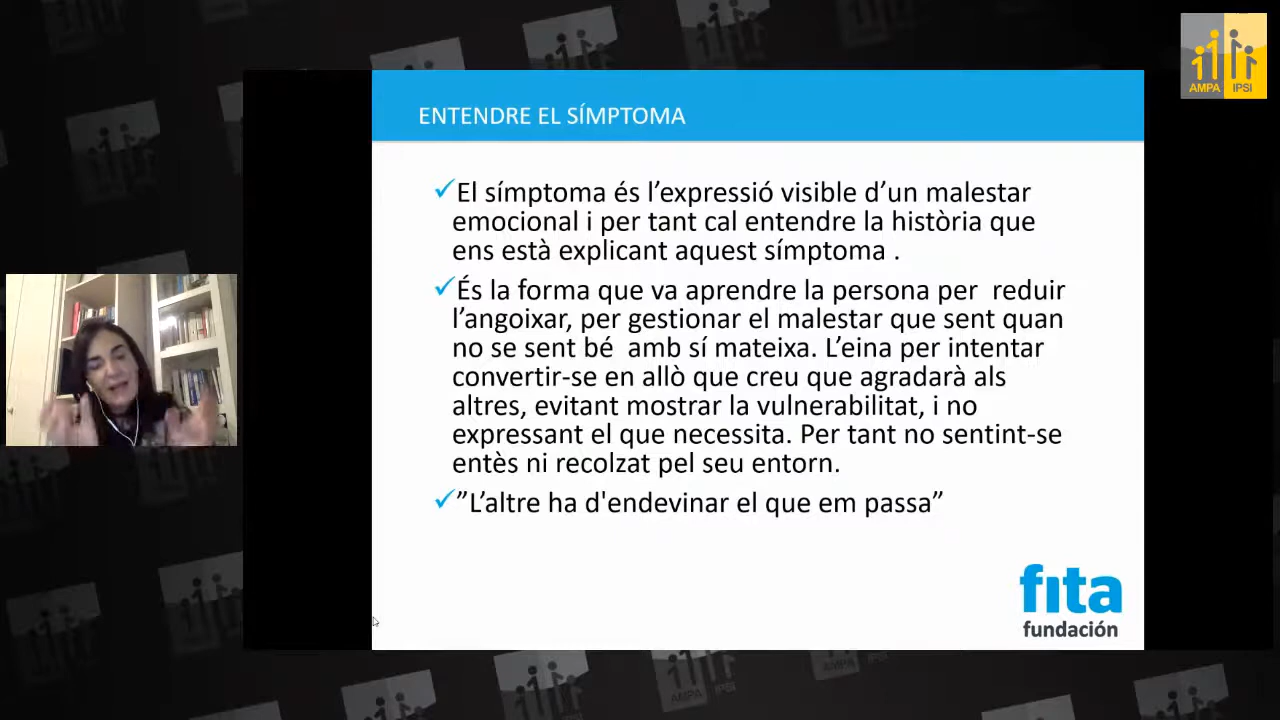 AMPA IPSI
ENTENDRE EL SÍMPTOMA
El símptoma és l’expressió visible d’un malestar
emocional i per tant cal entendre la història que
ens està explicant aquest símptoma .
És la forma que va aprendre la persona per  reduir
l’angoixar, per gestionar el malestar que sent quan
no se sent bé  amb sí mateixa. L’eina per intentar
convertir-se en allò que creu que agradarà als
altres, evitant mostrar la vulnerabilitat, i no
expressant el que necessita. Per tant no sentint-se
entès ni recolzat pel seu entorn.
”L’altre ha d'endevinar el que em passa”
fita
fundación
AMPA IPSI